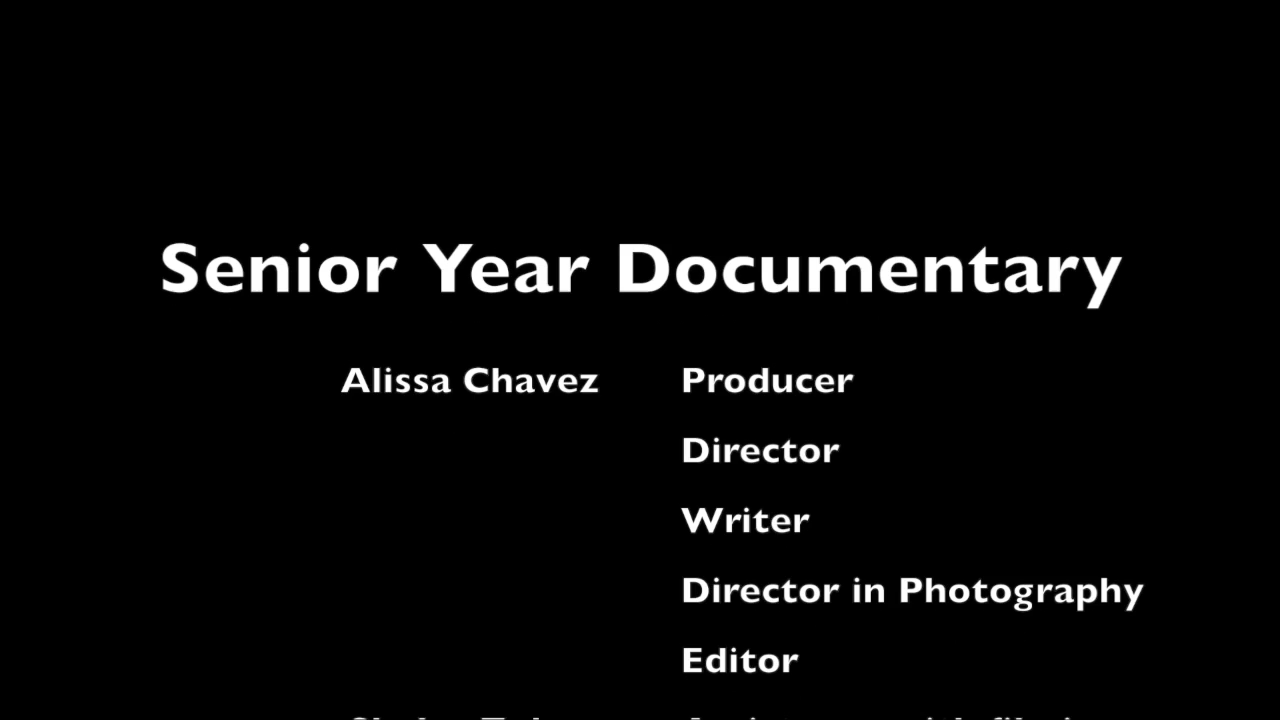 Senior Year Documentary
Alissa Chavez Producer
Director
Writer
Director in Photography
Editor